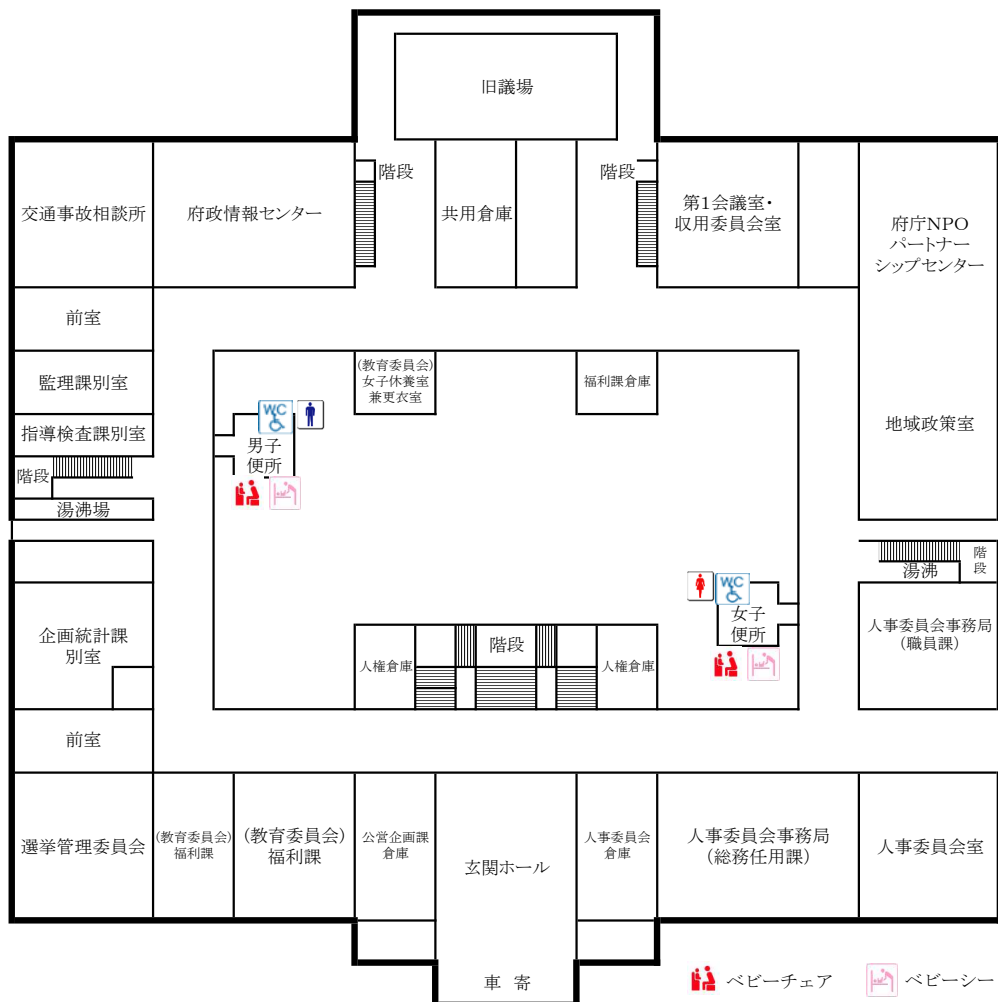 旧議場
階段
階段
交通事故相談所
府政情報センター
共用倉庫
第1会議室・
収用委員会室
府庁NPO
パートナー
シップセンター
前室
監理課別室
(教育委員会)
女子休養室
兼更衣室
福利課倉庫
指導検査課別室
地域政策室
WC
男子
便所
階段
湯沸場
階
段
湯沸
WC
女子
便所
企画統計課
別室
人事委員会事務局
(職員課)
人権倉庫
階段
人権倉庫
前室
選挙管理委員会
(教育委員会)
福利課
(教育委員会)
福利課
公営企画課
倉庫
玄関ホール
人事委員会
倉庫
人事委員会事務局
(総務任用課)
人事委員会室
車 寄
ベビーチェア
ベビーシー